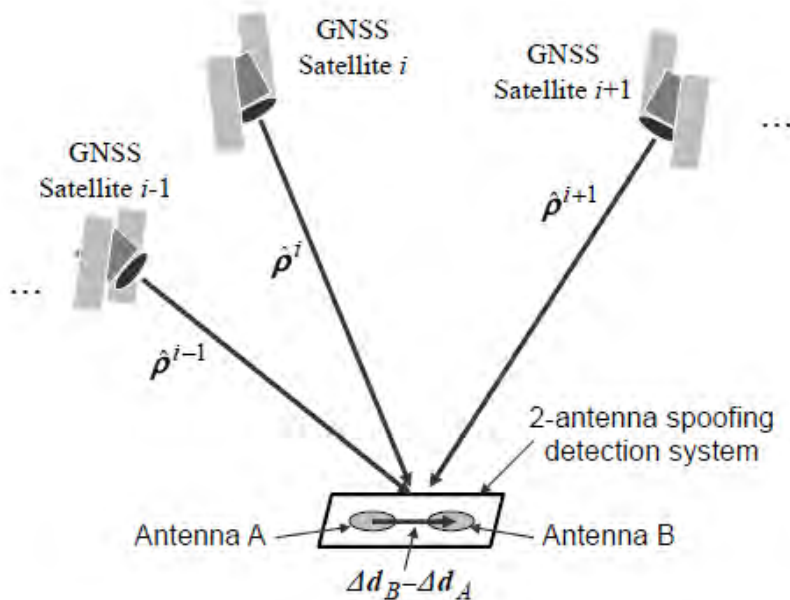 GNSS
Satellite i
GNSS
Satellite i+1
...
GNSS
Satellite i-1
...
ρ̂^{i+1}
ρ̂^i
ρ̂^{i−1}
2-antenna spoofing
detection system
Antenna A
Antenna B
Δd_B−Δd_A